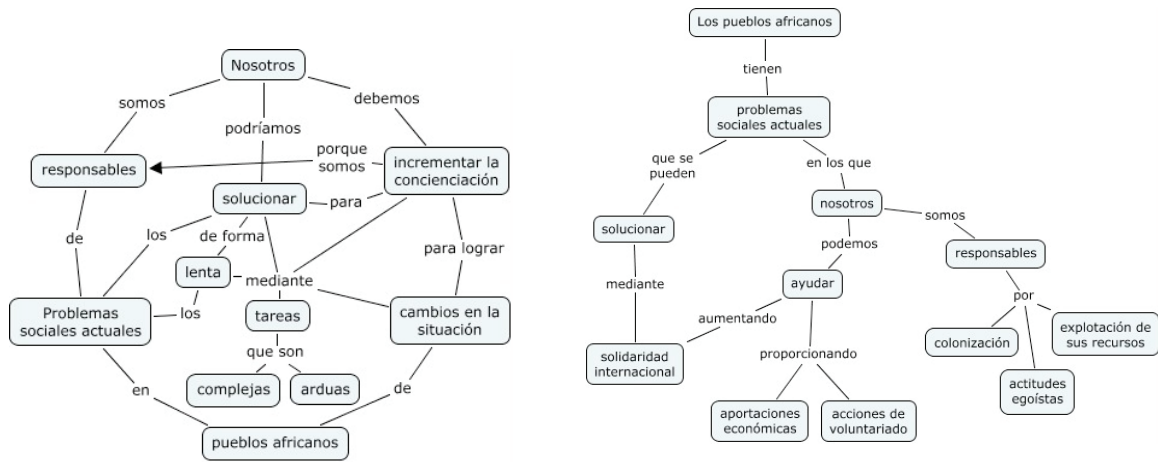 Nosotros
somos
debemos
podríamos
porque
somos
responsables
incrementar la
concienciación
solucionar
para
de
los
de forma
para lograr
lenta
mediante
Problemas
sociales actuales
los
tareas
cambios en la
situación
que son
complejas
arduas
en
de
pueblos africanos
Los pueblos africanos
tienen
problemas
sociales actuales
que se
pueden
en los que
nosotros
somos
solucionar
podemos
responsables
mediante
ayudar
por
aumentando
colonización
explotación de
sus recursos
solidaridad
internacional
proporcionando
actitudes
egoístas
aportaciones
económicas
acciones de
voluntariado